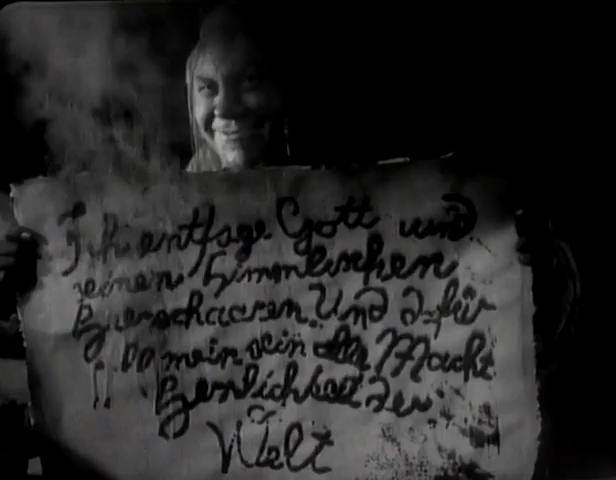 Ich entsage Gott und
seinen himmlischen
Heerschaaren. Und dafür
mein sein alle Macht
Herrlichkeit der
Welt